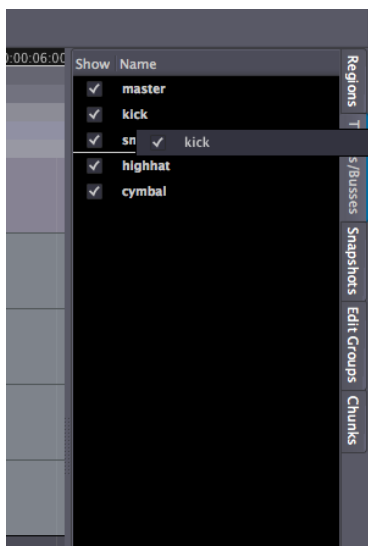 0:00:06:00
Show Name
master
kick
sn
kick
highhat
cymbal
Regions
s/Busses
Snapshots
Edit Groups
Chunks